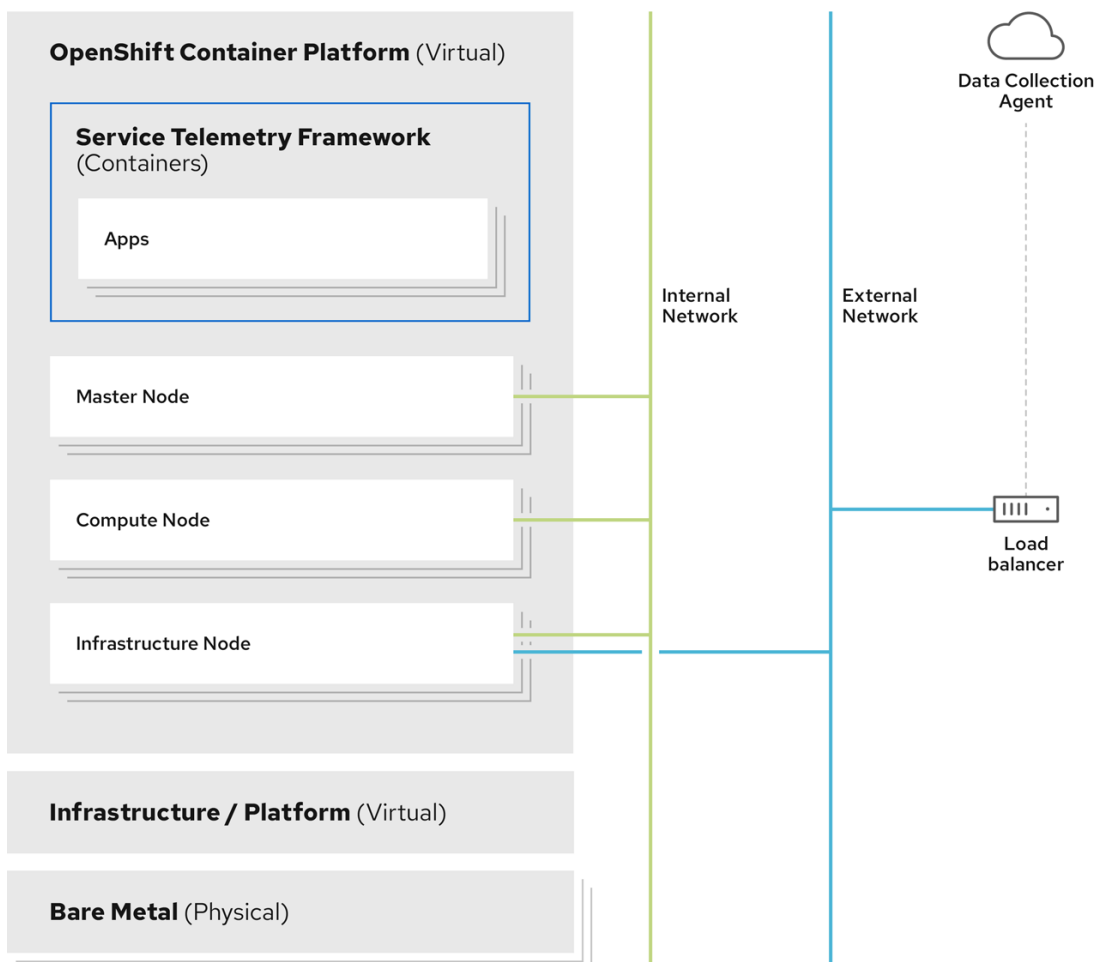 OpenShift Container Platform (Virtual)
Service Telemetry Framework
(Containers)
Apps
Master Node
Compute Node
Infrastructure Node
Infrastructure / Platform (Virtual)
Bare Metal (Physical)
Internal
Network
External
Network
Data Collection
Agent
Load
balancer